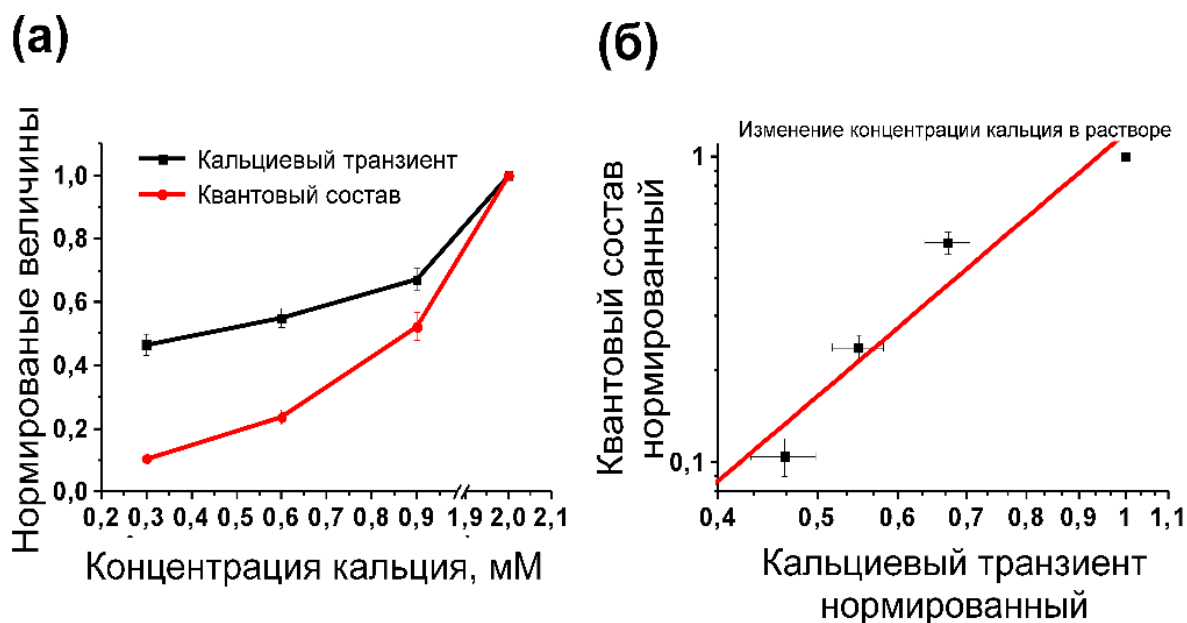 (а)
Нормированые величины
1,0
0,8
0,6
0,4
0,2
0,0
Кальциевый транзиент
Квантовый состав
0,2 0,3 0,4 0,5 0,6 0,7 0,8 0,9 1,9 2,0 2,1
Концентрация кальция, мМ
(б)
Изменение концентрации кальция в растворе
Квантовый состав
нормированный
1
0,1
0,4 0,5 0,6 0,7 0,8 0,9 1 1,1
Кальциевый транзиент
нормированный